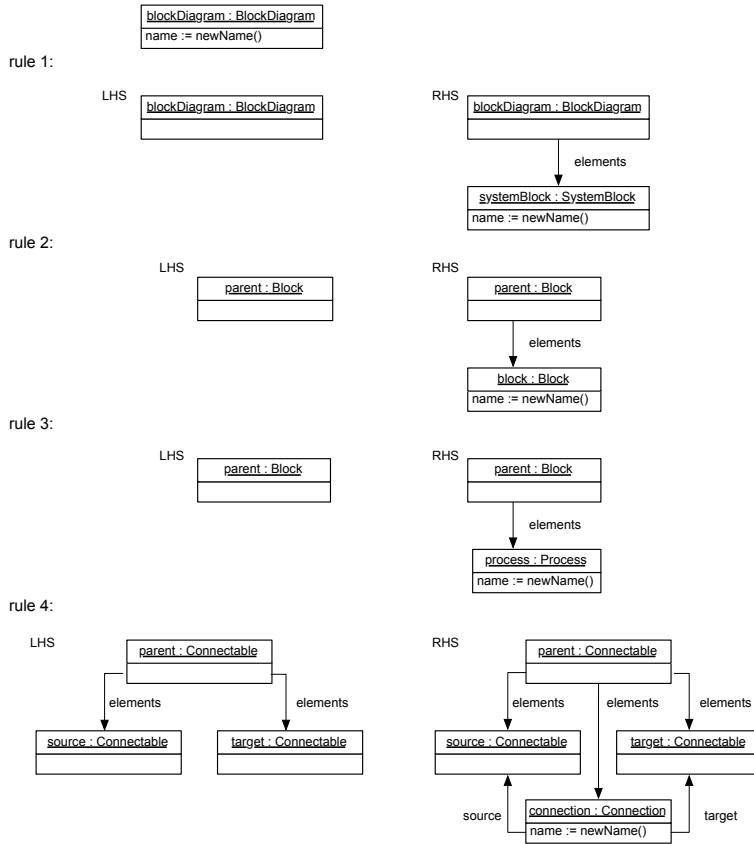 blockDiagram : BlockDiagram
name := newName()
rule 1:
LHS
blockDiagram : BlockDiagram
RHS
blockDiagram : BlockDiagram
elements
systemBlock : SystemBlock
name := newName()
rule 2:
LHS
parent : Block
RHS
parent : Block
elements
block : Block
name := newName()
rule 3:
LHS
parent : Block
RHS
parent : Block
elements
process : Process
name := newName()
rule 4:
LHS
parent : Connectable
elements
elements
source : Connectable
target : Connectable
RHS
parent : Connectable
elements
elements
elements
source : Connectable
target : Connectable
source
connection : Connection
target
name := newName()